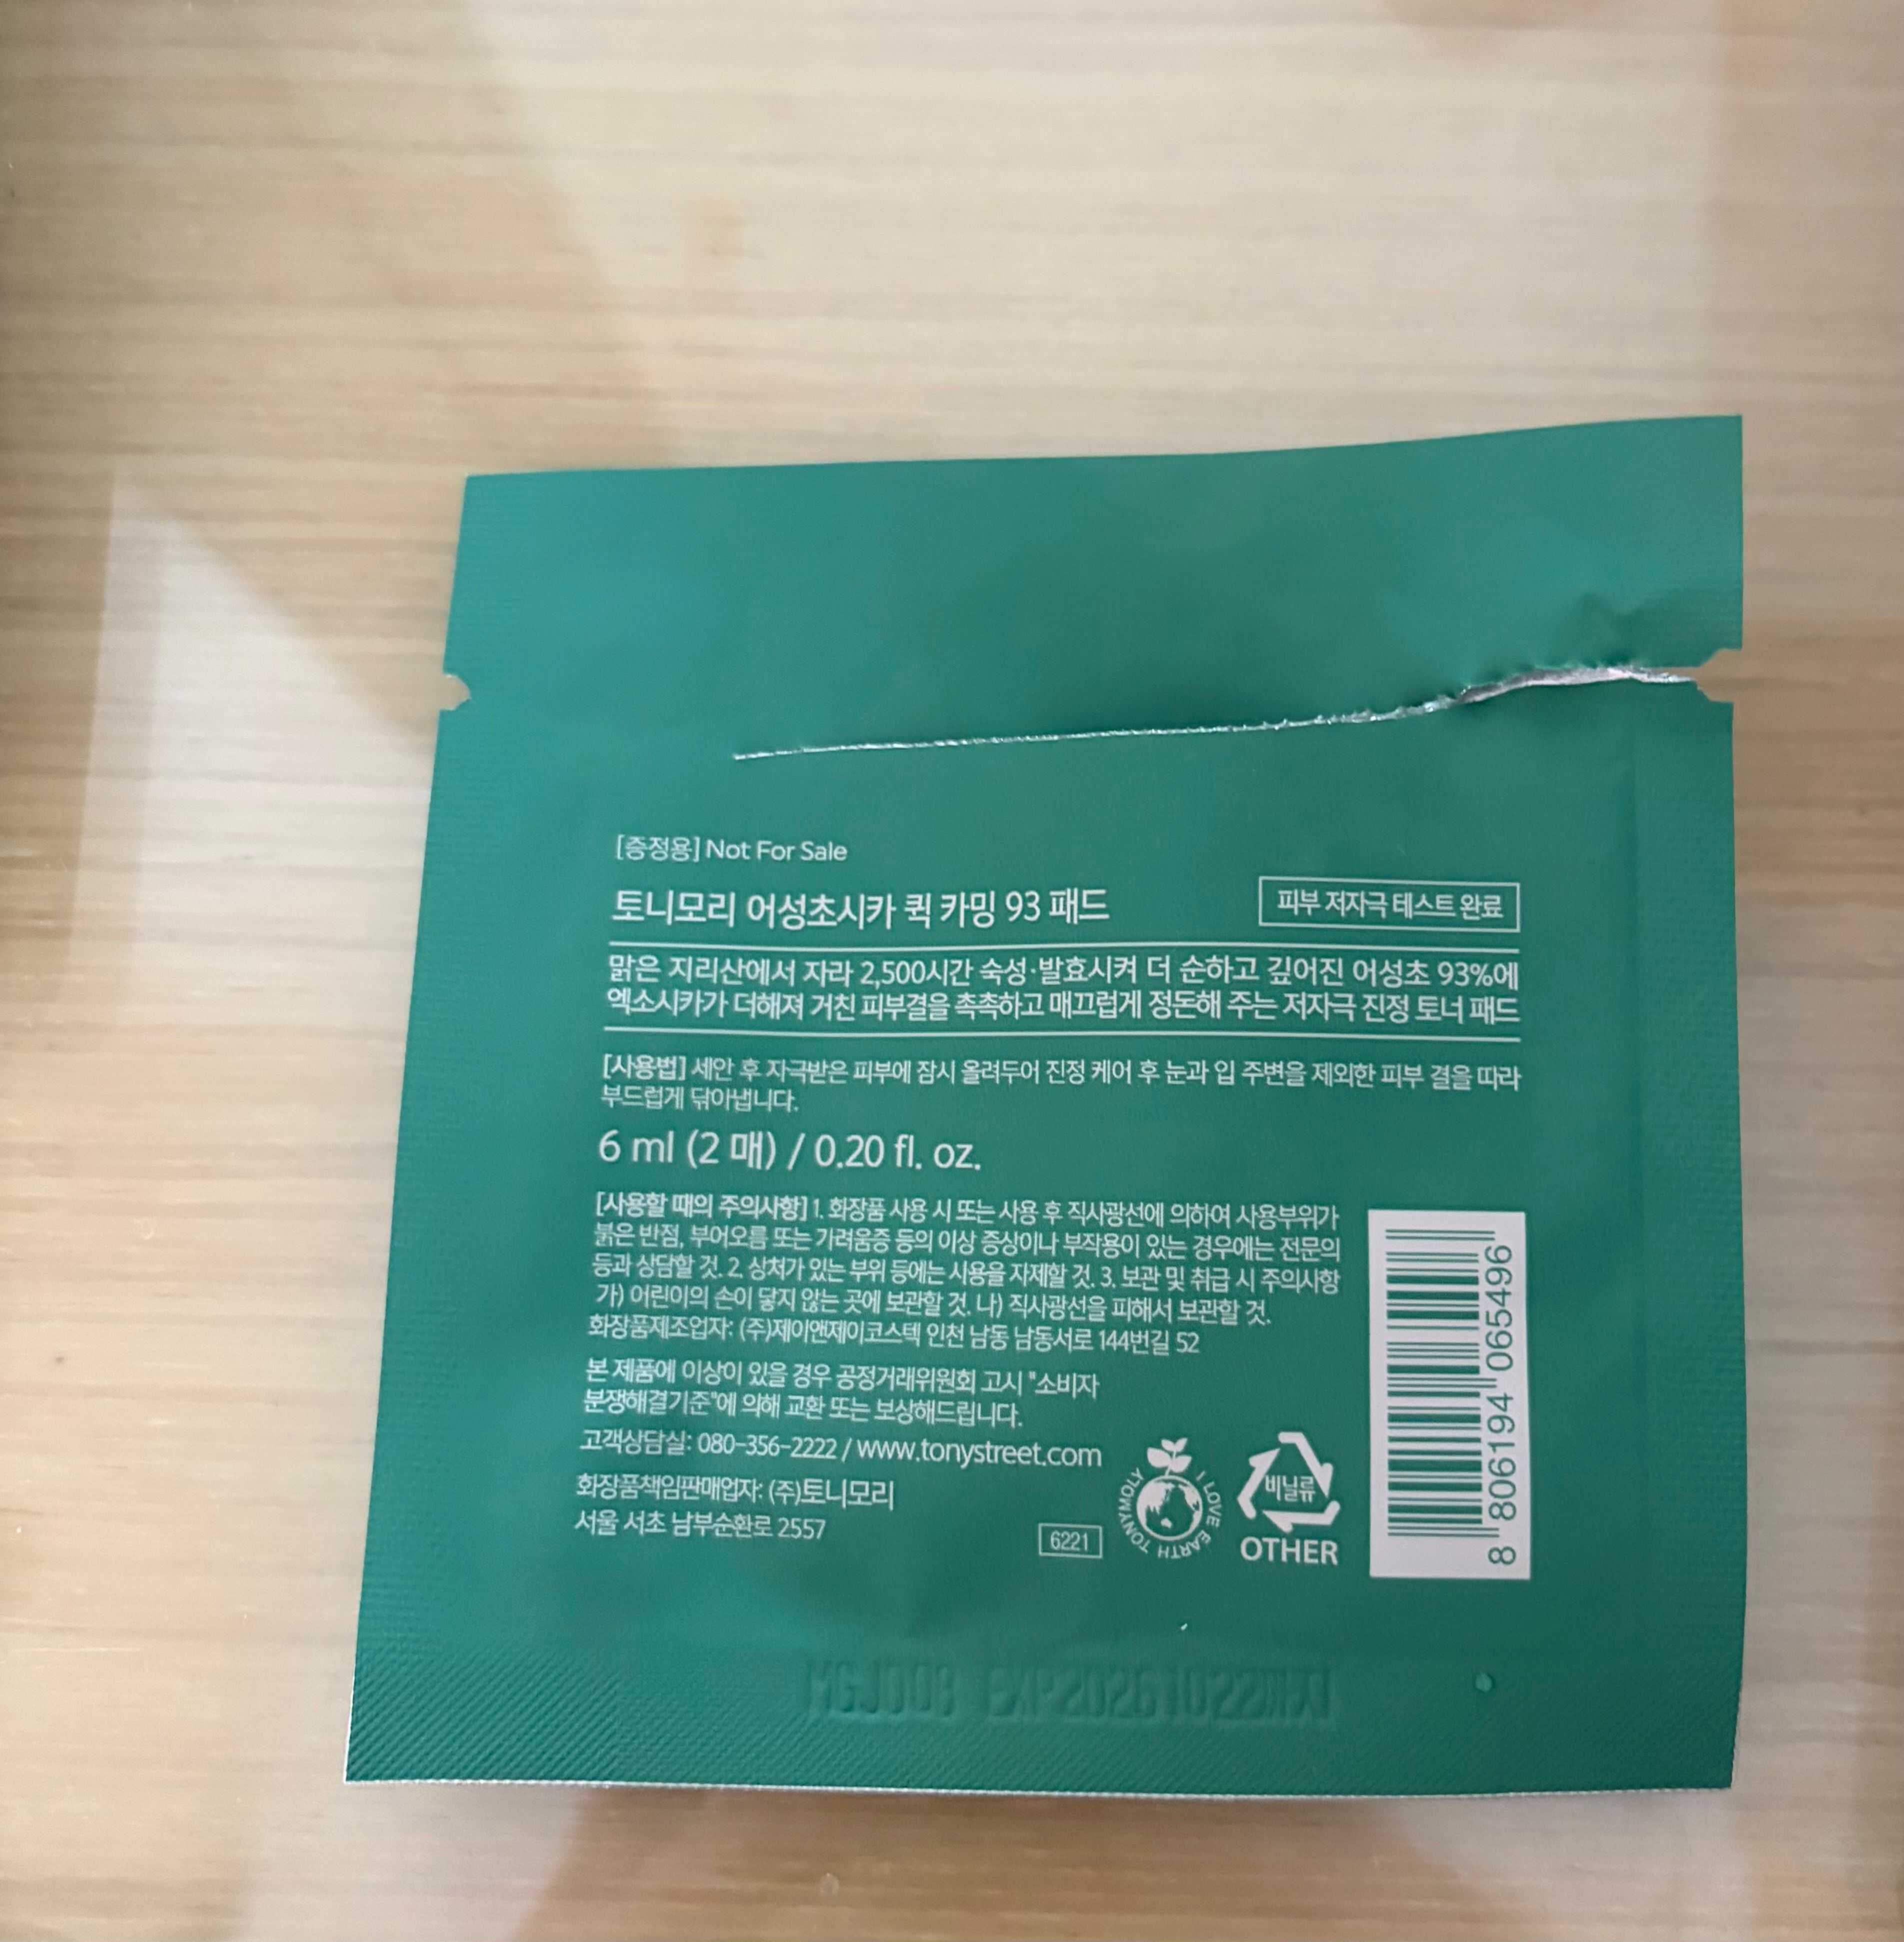 [증정용] Not For Sale
토니모리 어성초시카 퀵 카밍 93 패드
피부 저자극 테스트 완료
맑은 지리산에서 자라 2,500시간 숙성·발효시켜 더 순하고 깊어진 어성초 93%에
엑소시카가 더해져 거친 피부결을 촉촉하고 매끄럽게 정돈해 주는 저자극 진정 토너 패드
[사용법] 세안 후 자극받은 피부에 잠시 올려두어 진정 케어 후 눈과 입 주변을 제외한 피부 결을 따라
부드럽게 닦아냅니다.
6 ml (2 매) / 0.20 fl. oz.
[사용할 때의 주의사항] 1. 화장품 사용 시 또는 사용 후 직사광선에 의하여 사용부위가
붉은 반점, 부어오름 또는 가려움증 등의 이상 증상이나 부작용이 있는 경우에는 전문의
등과 상담할 것. 2. 상처가 있는 부위 등에는 사용을 자제할 것. 3. 보관 및 취급 시 주의사항
가) 어린이의 손이 닿지 않는 곳에 보관할 것. 나) 직사광선을 피해서 보관할 것.
화장품제조업자: (주)제이앤제이코스텍 인천 남동 남동서로 144번길 52
본 제품에 이상이 있을 경우 공정거래위원회 고시 "소비자
분쟁해결기준"에 의해 교환 또는 보상해드립니다.
고객상담실: 080-356-2222 / www.tonystreet.com
화장품책임판매업자: (주)토니모리
서울 서초 남부순환로 2557
6221
I LOVE EARTH TONYMOLY
비닐류
OTHER
8 806194 065496
EXP20261022까지